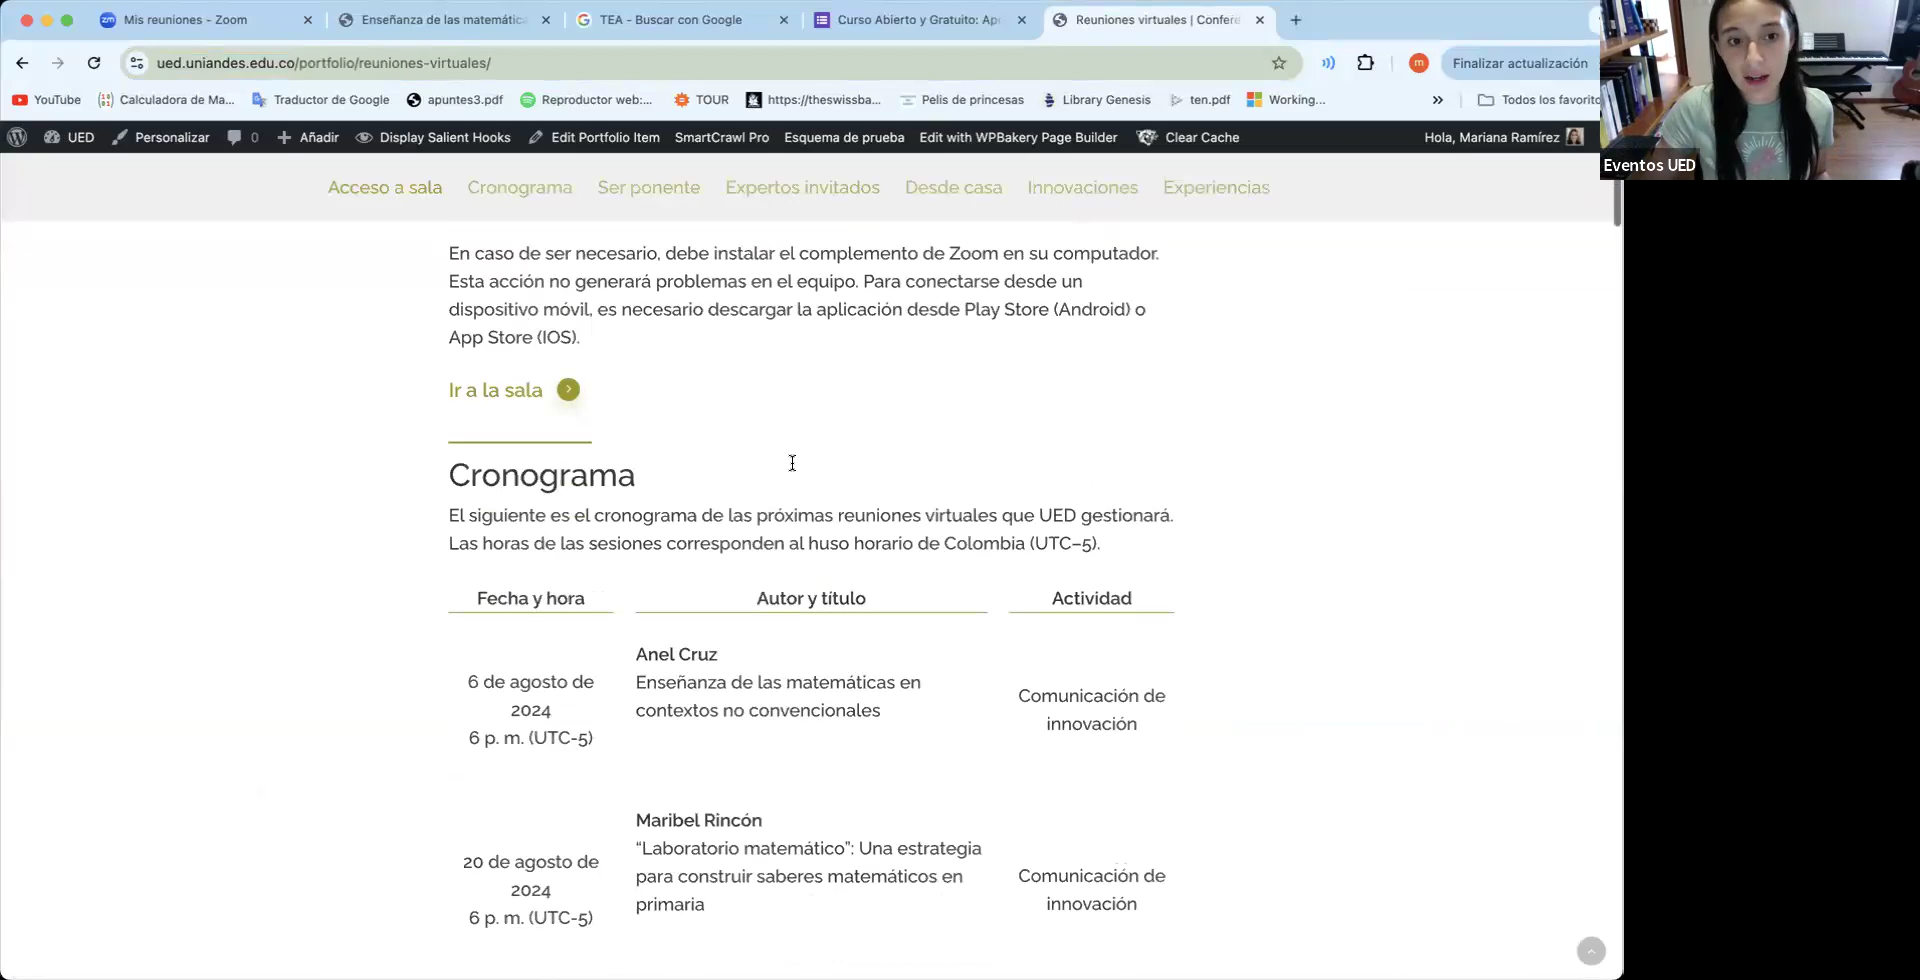 Mis reuniones - Zoom
Enseñanza de las matemátic
TEA - Buscar con Google
Curso Abierto y Gratuito: Ap
Reuniones virtuales | Confere
ued.uniandes.edu.co/portfolio/reuniones-virtuales/
m
Finalizar actualización
YouTube
Calculadora de Ma...
Traductor de Google
apuntes3.pdf
Reproductor web:...
TOUR
https://theswissba...
Pelis de princesas
Library Genesis
ten.pdf
Working...
»
Todos los favorito
UED
Personalizar
0
Añadir
Display Salient Hooks
Edit Portfolio Item
SmartCrawl Pro
Esquema de prueba
Edit with WPBakery Page Builder
Clear Cache
Hola, Mariana Ramírez
Eventos UED
Acceso a sala
Cronograma
Ser ponente
Expertos invitados
Desde casa
Innovaciones
Experiencias
En caso de ser necesario, debe instalar el complemento de Zoom en su computador.
Esta acción no generará problemas en el equipo. Para conectarse desde un
dispositivo móvil, es necesario descargar la aplicación desde Play Store (Android) o
App Store (IOS).
Ir a la sala
Cronograma
El siguiente es el cronograma de las próximas reuniones virtuales que UED gestionará.
Las horas de las sesiones corresponden al huso horario de Colombia (UTC–5).
Fecha y hora
Autor y título
Actividad
6 de agosto de
2024
6 p. m. (UTC-5)
Anel Cruz
Enseñanza de las matemáticas en
contextos no convencionales
Comunicación de
innovación
20 de agosto de
2024
6 p. m. (UTC-5)
Maribel Rincón
“Laboratorio matemático”: Una estrategia
para construir saberes matemáticos en
primaria
Comunicación de
innovación